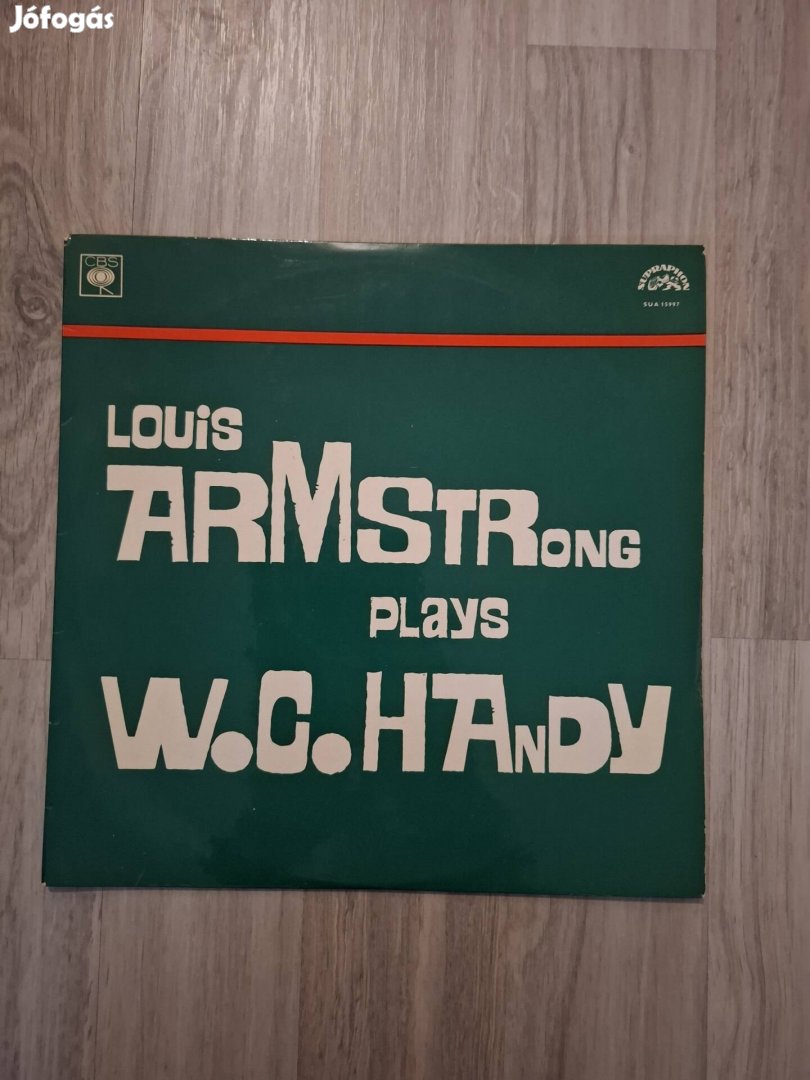 Jófogás
CBS
SUPRAPHON
SUA 15997
LOUiS
ARMSTRONG
PLayS
W.C.HANDy